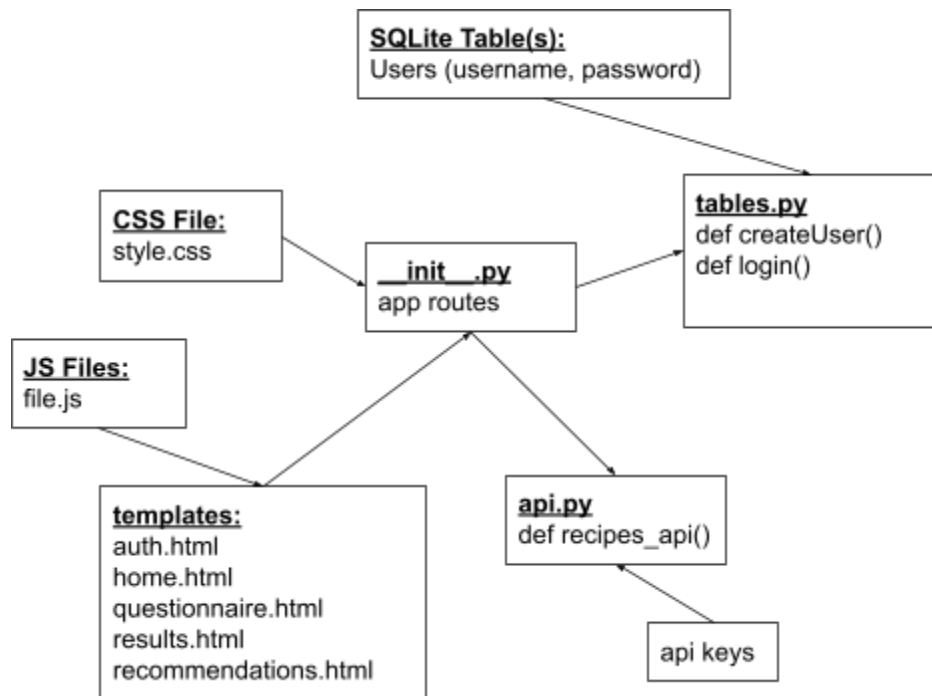 SQLite Table(s):
Users (username, password)
tables.py
def createUser()
def login()
CSS File:
style.css
__init__.py
app routes
JS Files:
file.js
templates:
auth.html
home.html
questionnaire.html
results.html
recommendations.html
api.py
def recipes_api()
api keys